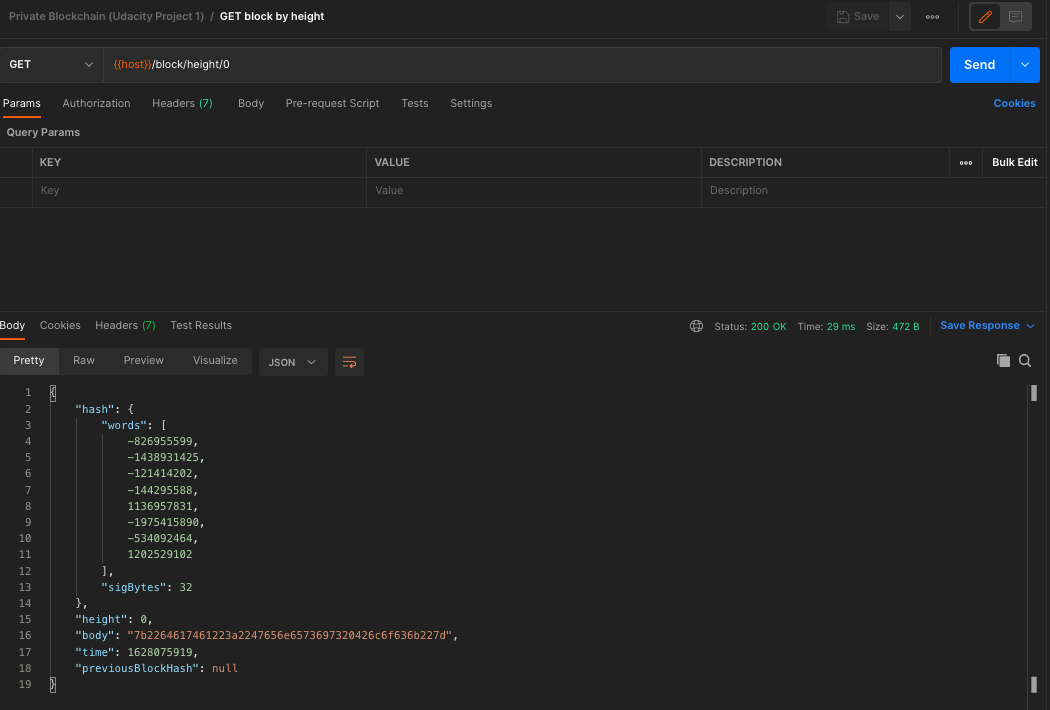 Private Blockchain (Udacity Project 1) / GET block by height
Save
GET {{host}}/block/height/0 Send
Params Authorization Headers (7) Body Pre-request Script Tests Settings Cookies
Query Params
KEY VALUE DESCRIPTION Bulk Edit
Key Value Description
Body Cookies Headers (7) Test Results Status: 200 OK Time: 29 ms Size: 472 B Save Response
Pretty Raw Preview Visualize JSON
1 {
2 "hash": {
3 "words": [
4 -826955599,
5 -1438931425,
6 -121414202,
7 -144295588,
8 1136957831,
9 -1975415890,
10 -534092464,
11 1202529102
12 ],
13 "sigBytes": 32
14 },
15 "height": 0,
16 "body": "7b2264617461223a2247656e6573697320426c6f636b227d",
17 "time": 1628075919,
18 "previousBlockHash": null
19 }